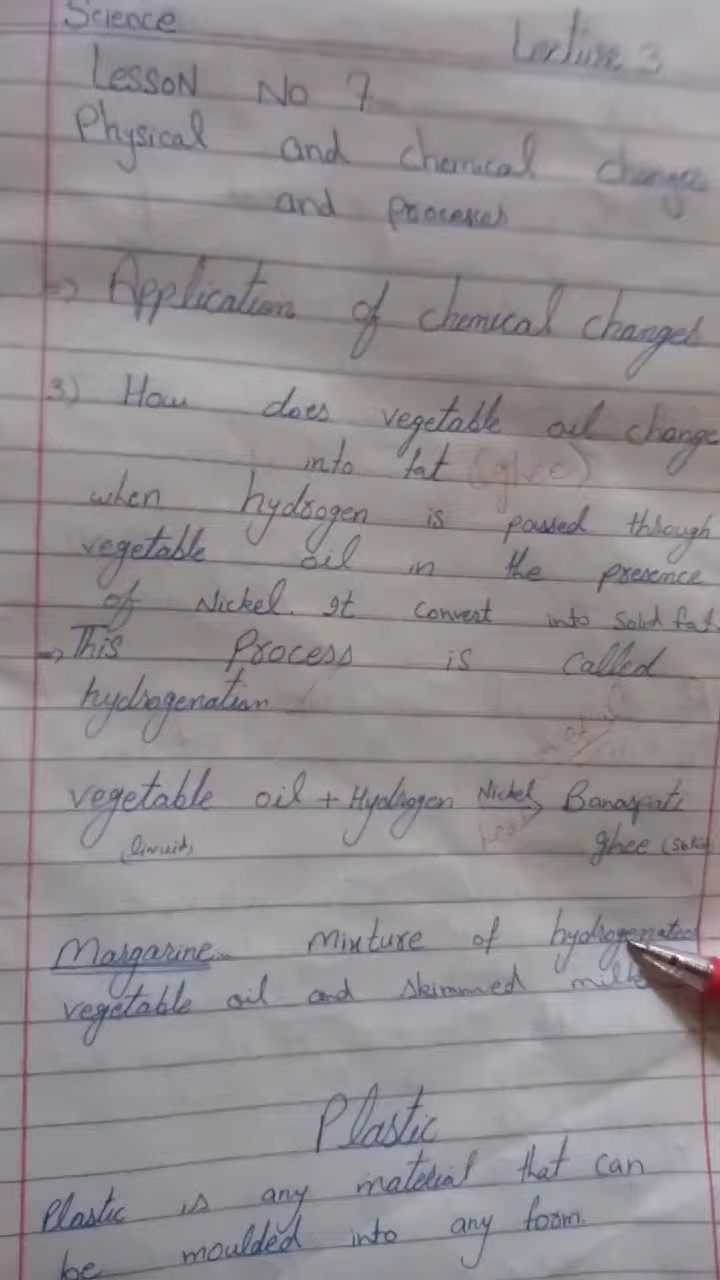 Science
Lecture 3
Lesson No 7
Physical and chemical changes
and processes
=> Application of chemical changes
3) How does vegetable oil change
into fat (ghee)
when hydrogen is passed through
vegetable oil in the presence
of Nickel. It convert into solid fat
→ This Process is called
hydrogenation
vegetable oil + Hydrogen Nickel → Banaspati
(liquid) ghee (solid
Margarine mixture of hydrogenated
vegetable oil and skimmed milk
Plastic
Plastic is any material that can
be moulded into any form.